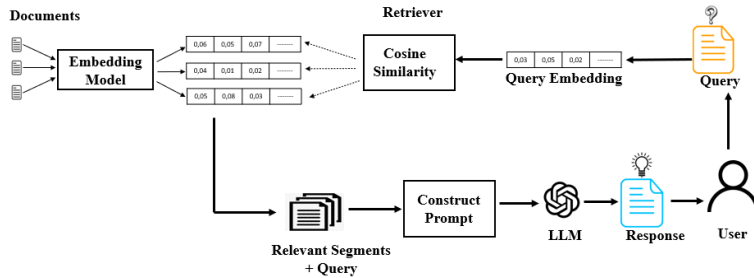 Documents
Retriever
Embedding
Model
0,06 0,05 0,07 ........
0,04 0,01 0,02 ........
0,05 0,08 0,03 ........
Cosine
Similarity
0,03 0,05 0,02 ........
Query Embedding
?
Query
Relevant Segments
+ Query
Construct
Prompt
LLM
Response
User